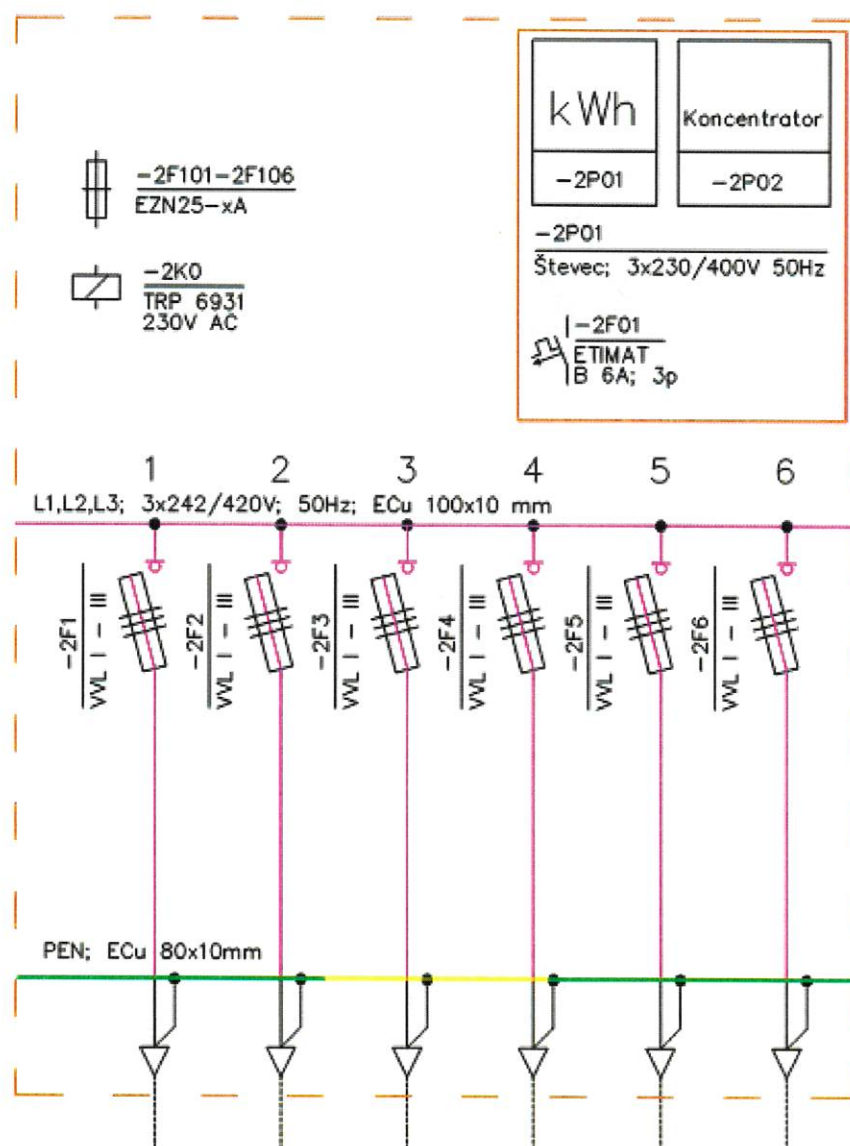 kWh
Koncentrator
-2P01
-2P02
-2P01
Števec; 3x230/400V 50Hz
-2F01
ETIMAT
B 6A; 3p
-2F101-2F106
EZN25-xA
-2K0
TRP 6931
230V AC
1 2 3 4 5 6
L1,L2,L3; 3x242/420V; 50Hz; ECu 100x10 mm
-2F1
VVL I - III
-2F2
VVL I - III
-2F3
VVL I - III
-2F4
VVL I - III
-2F5
VVL I - III
-2F6
VVL I - III
PEN; ECu 80x10mm